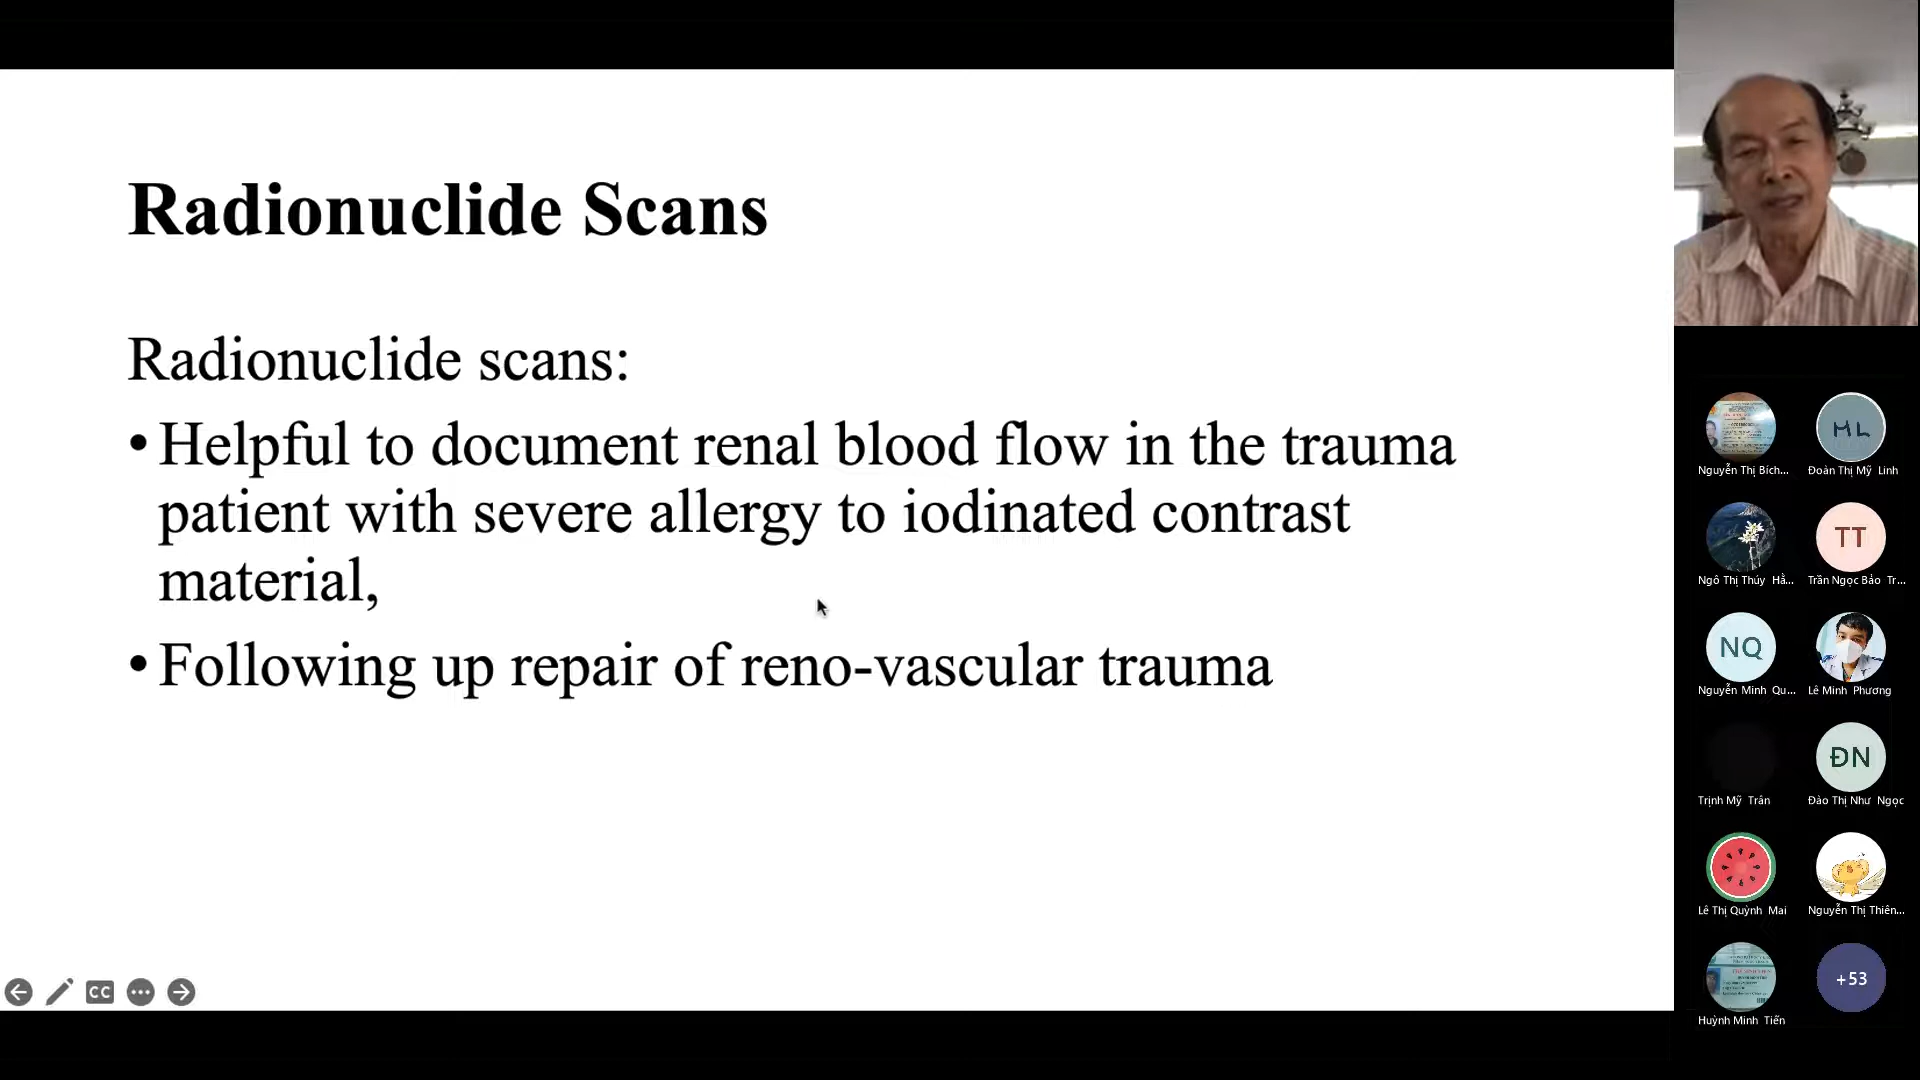 Radionuclide Scans
Radionuclide scans:
•Helpful to document renal blood flow in the trauma
patient with severe allergy to iodinated contrast
material,
•Following up repair of reno-vascular trauma
CC
Nguyễn Thị Bích...
ML
Đoàn Thị Mỹ Linh
Ngô Thị Thúy Hằ...
TT
Trần Ngọc Bảo Tr...
NQ
Nguyễn Minh Qu...
Lê Minh Phương
Trịnh Mỹ Trân
ĐN
Đào Thị Như Ngọc
Lê Thị Quỳnh Mai
Nguyễn Thị Thiên...
Huỳnh Minh Tiến
+53